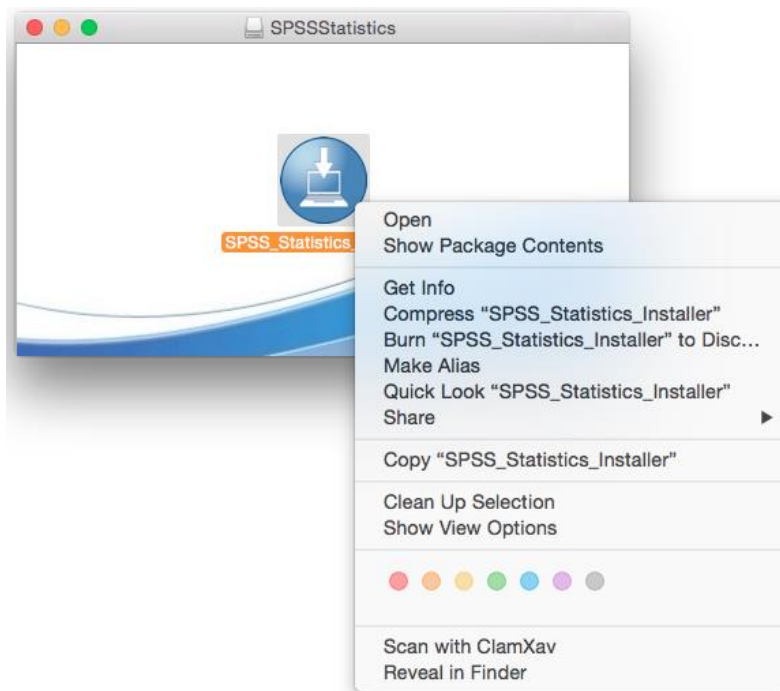 SPSSStatistics
SPSS_Statistics_
Open
Show Package Contents
Get Info
Compress “SPSS_Statistics_Installer”
Burn “SPSS_Statistics_Installer” to Disc...
Make Alias
Quick Look “SPSS_Statistics_Installer”
Share
Copy “SPSS_Statistics_Installer”
Clean Up Selection
Show View Options
Scan with ClamXav
Reveal in Finder